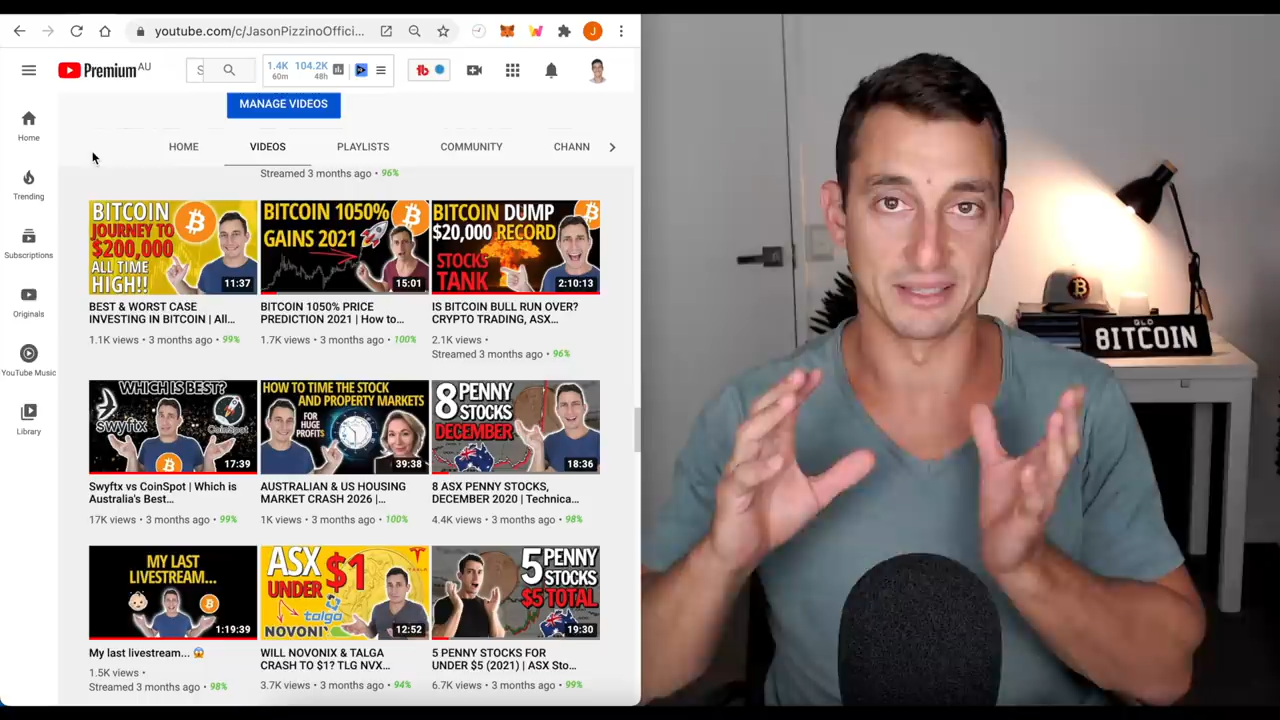 youtube.com/c/JasonPizzinoOffici...
J
Premium AU
S
1.4K 104.2K
60m 48h
tb
MANAGE VIDEOS
Home
Trending
Subscriptions
Originals
YouTube Music
Library
HOME VIDEOS PLAYLISTS COMMUNITY CHANN
Streamed 3 months ago • 96%
BITCOIN
JOURNEY TO
$200,000
ALL TIME
HIGH!!
11:37
BEST & WORST CASE
INVESTING IN BITCOIN | All...
1.1K views • 3 months ago • 99%
BITCOIN 1050%
GAINS 2021
15:01
BITCOIN 1050% PRICE
PREDICTION 2021 | How to...
1.7K views • 3 months ago • 100%
BITCOIN DUMP
$20,000 RECORD
STOCKS
TANK
2:10:13
IS BITCOIN BULL RUN OVER?
CRYPTO TRADING, ASX...
2.1K views •
Streamed 3 months ago • 96%
WHICH IS BEST?
Swyftx
CoinSpot
17:39
Swyftx vs CoinSpot | Which is
Australia's Best...
17K views • 3 months ago • 99%
HOW TO TIME THE STOCK
AND PROPERTY MARKETS
FOR
HUGE
PROFITS
39:38
AUSTRALIAN & US HOUSING
MARKET CRASH 2026 |...
1K views • 3 months ago • 100%
8 PENNY
STOCKS
DECEMBER
18:36
8 ASX PENNY STOCKS,
DECEMBER 2020 | Technica...
4.4K views • 3 months ago • 98%
MY LAST
LIVESTREAM...
1:19:39
My last livestream... 😱
1.5K views •
Streamed 3 months ago • 98%
ASX
UNDER $1
talga
NOVONI
12:52
WILL NOVONIX & TALGA
CRASH TO $1? TLG NVX...
3.7K views • 3 months ago • 94%
5 PENNY
STOCKS
$5 TOTAL
19:30
5 PENNY STOCKS FOR
UNDER $5 (2021) | ASX Sto...
6.7K views • 3 months ago • 99%
QLD
8ITCOIN